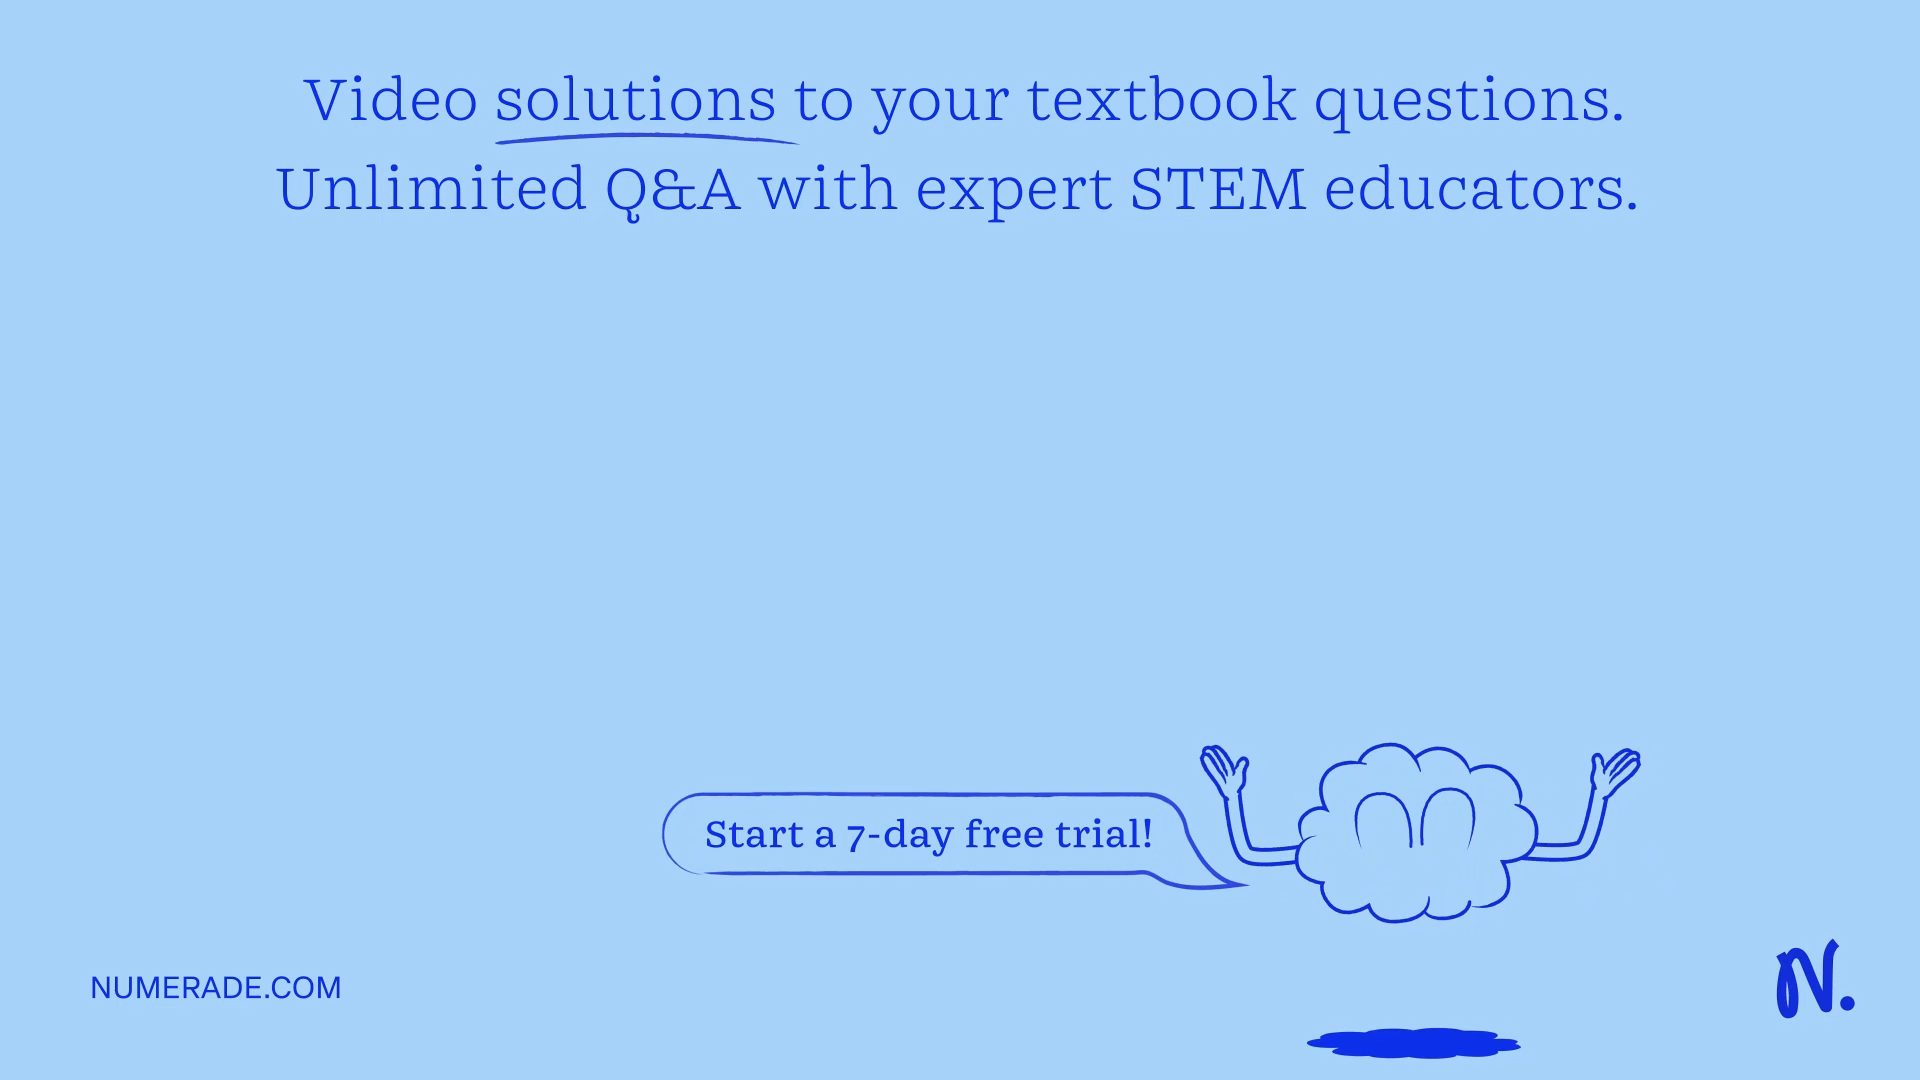 Video solutions to your textbook questions.
Unlimited Q&A with expert STEM educators.
Start a 7-day free trial!
NUMERADE.COM
N.